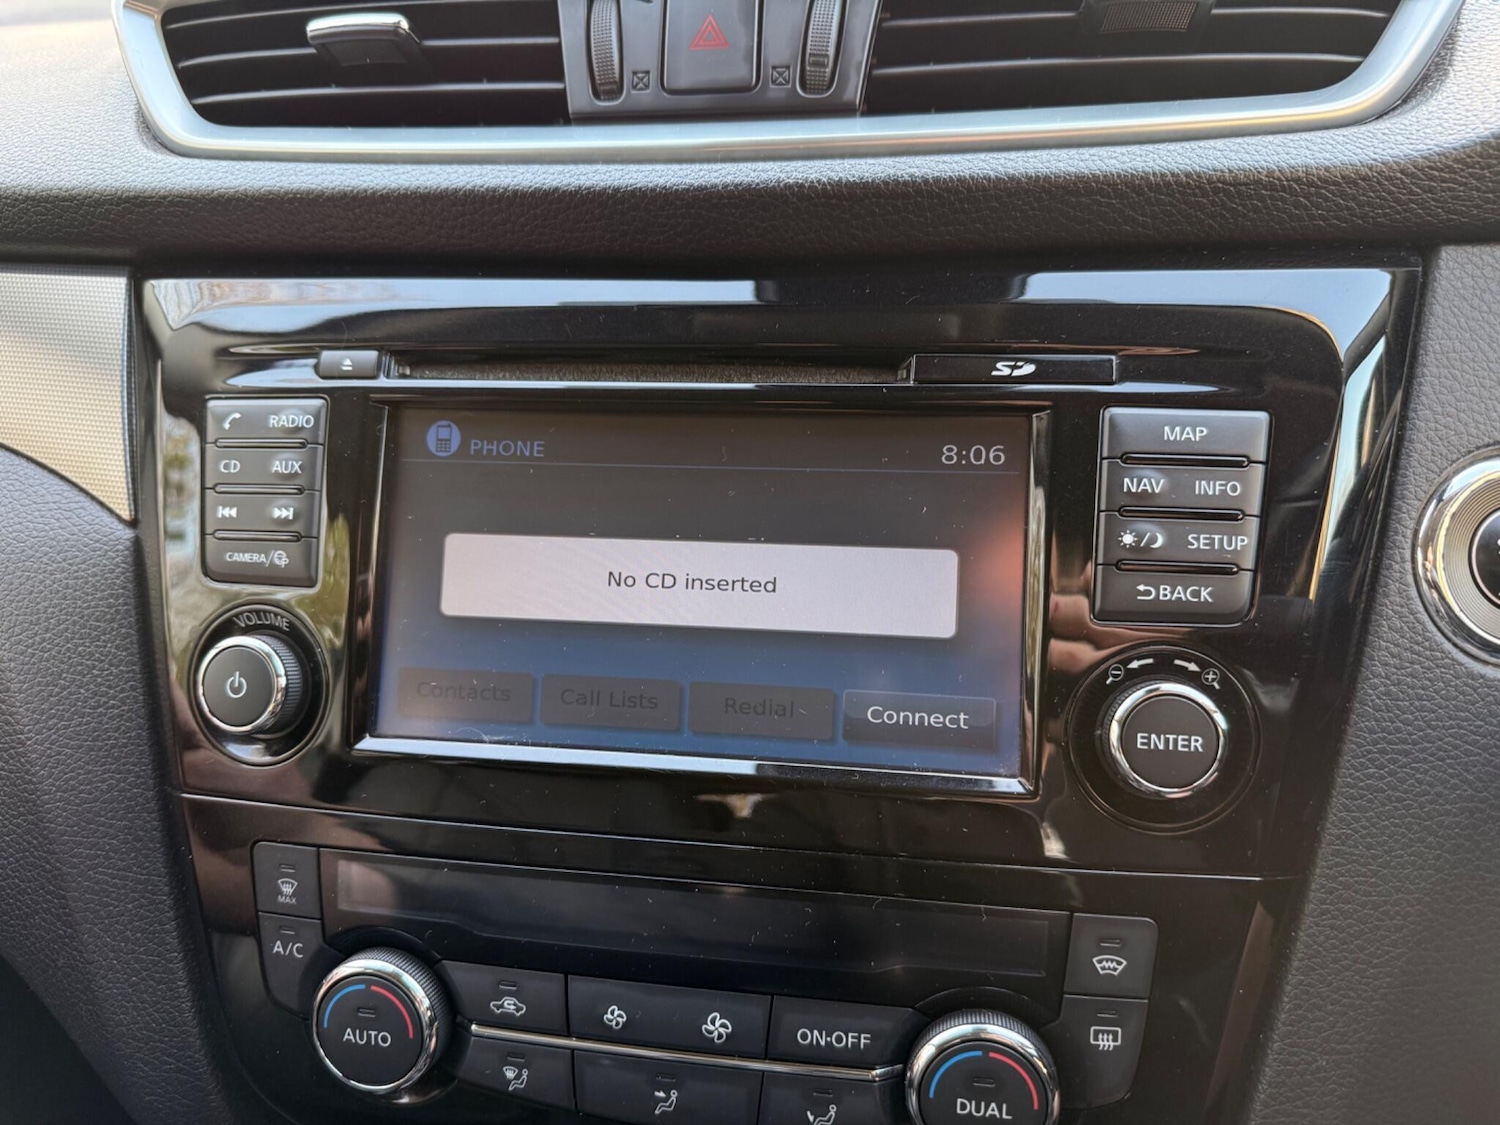 SD
RADIO
CD AUX
CAMERA/
VOLUME
PHONE 8:06
No CD inserted
Contacts Call Lists Redial Connect
MAP
NAV INFO
SETUP
BACK
ENTER
MAX
A/C
AUTO
ON·OFF
DUAL